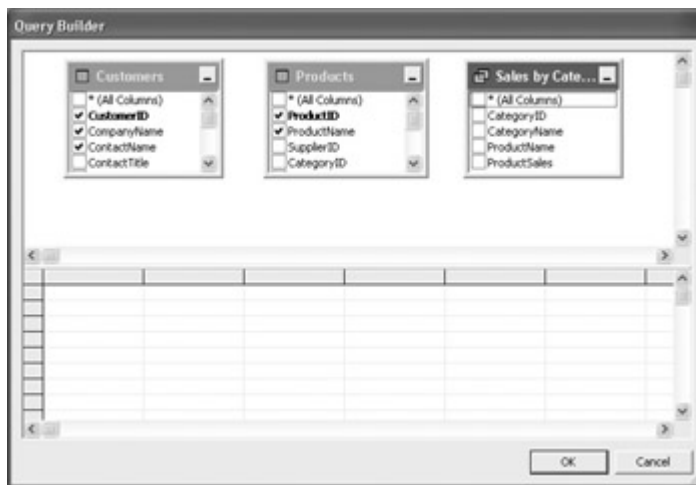 Query Builder
Customers
* (All Columns)
CustomerID
CompanyName
ContactName
ContactTitle
Products
* (All Columns)
ProductID
ProductName
SupplierID
CategoryID
Sales by Cate...
* (All Columns)
CategoryID
CategoryName
ProductName
ProductSales
OK
Cancel